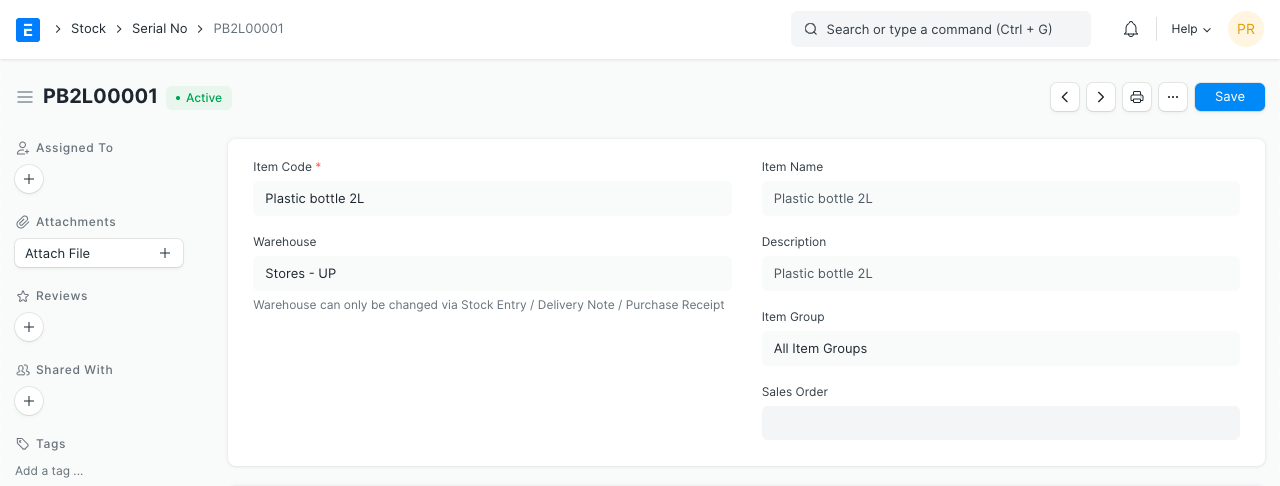 E Stock Serial No PB2L00001 Search or type a command (Ctrl + G) Help PR
PB2L00001 Active Save
Assigned To
Attachments
Attach File
Reviews
Shared With
Tags
Add a tag ...
Item Code *
Plastic bottle 2L
Warehouse
Stores - UP
Warehouse can only be changed via Stock Entry / Delivery Note / Purchase Receipt
Item Name
Plastic bottle 2L
Description
Plastic bottle 2L
Item Group
All Item Groups
Sales Order